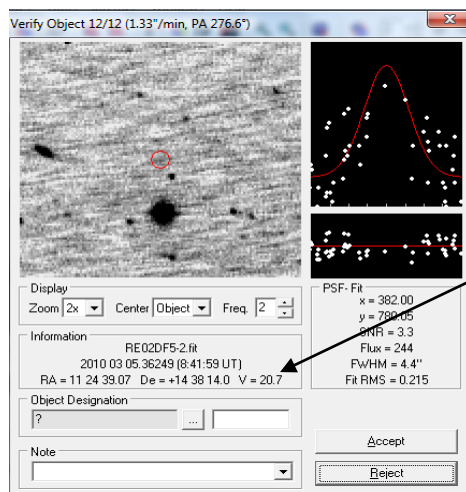 Verify Object 12/12 (1.33"/min, PA 276.6°)
Display
Zoom 2x Center Object Freq. 2
Information
RE02DF5-2.fit
2010 03 05.36249 (8:41:59 UT)
RA = 11 24 39.07 De = +14 38 14.0 V = 20.7
PSF- Fit
x = 382.00
y = 789.05
SNR = 3.3
Flux = 244
FWHM = 4.4''
Fit RMS = 0.215
Object Designation
?
...
Note
Accept
Reject